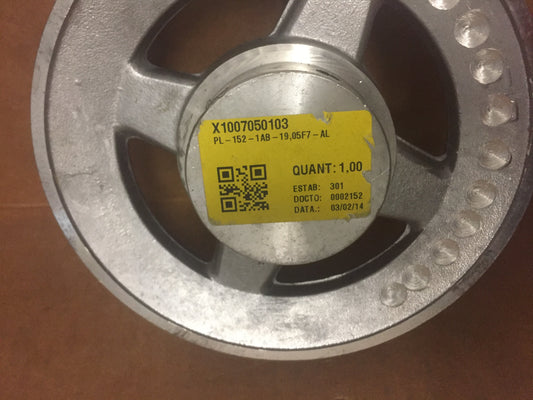 X1007050103
PL-152-1AB-19,05F7-AL
QUANT: 1,00
ESTAB: 301
DOCTO: 0902152
DATA.: 03/02/14